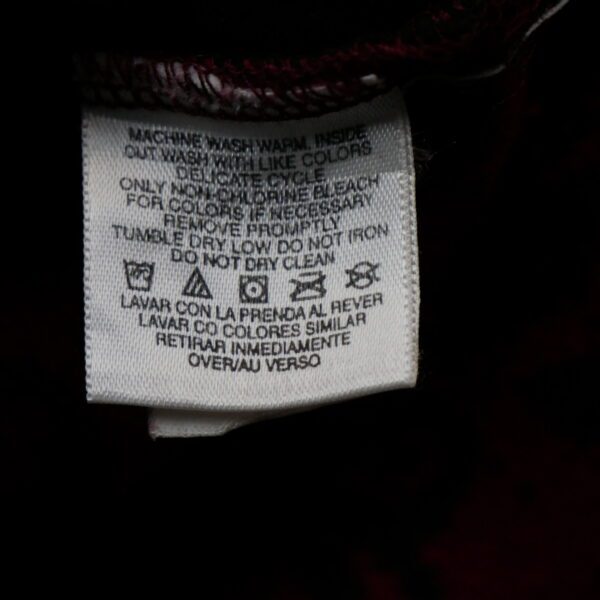 MACHINE WASH WARM, INSIDE
OUT WASH WITH LIKE COLORS
DELICATE CYCLE
ONLY NON-CHLORINE BLEACH
FOR COLORS IF NECESSARY
REMOVE PROMPTLY
TUMBLE DRY LOW DO NOT IRON
DO NOT DRY CLEAN
LAVAR CON LA PRENDA AL REVER
LAVAR CO COLORES SIMILAR
RETIRAR INMEDIAMENTE
OVER/AU VERSO